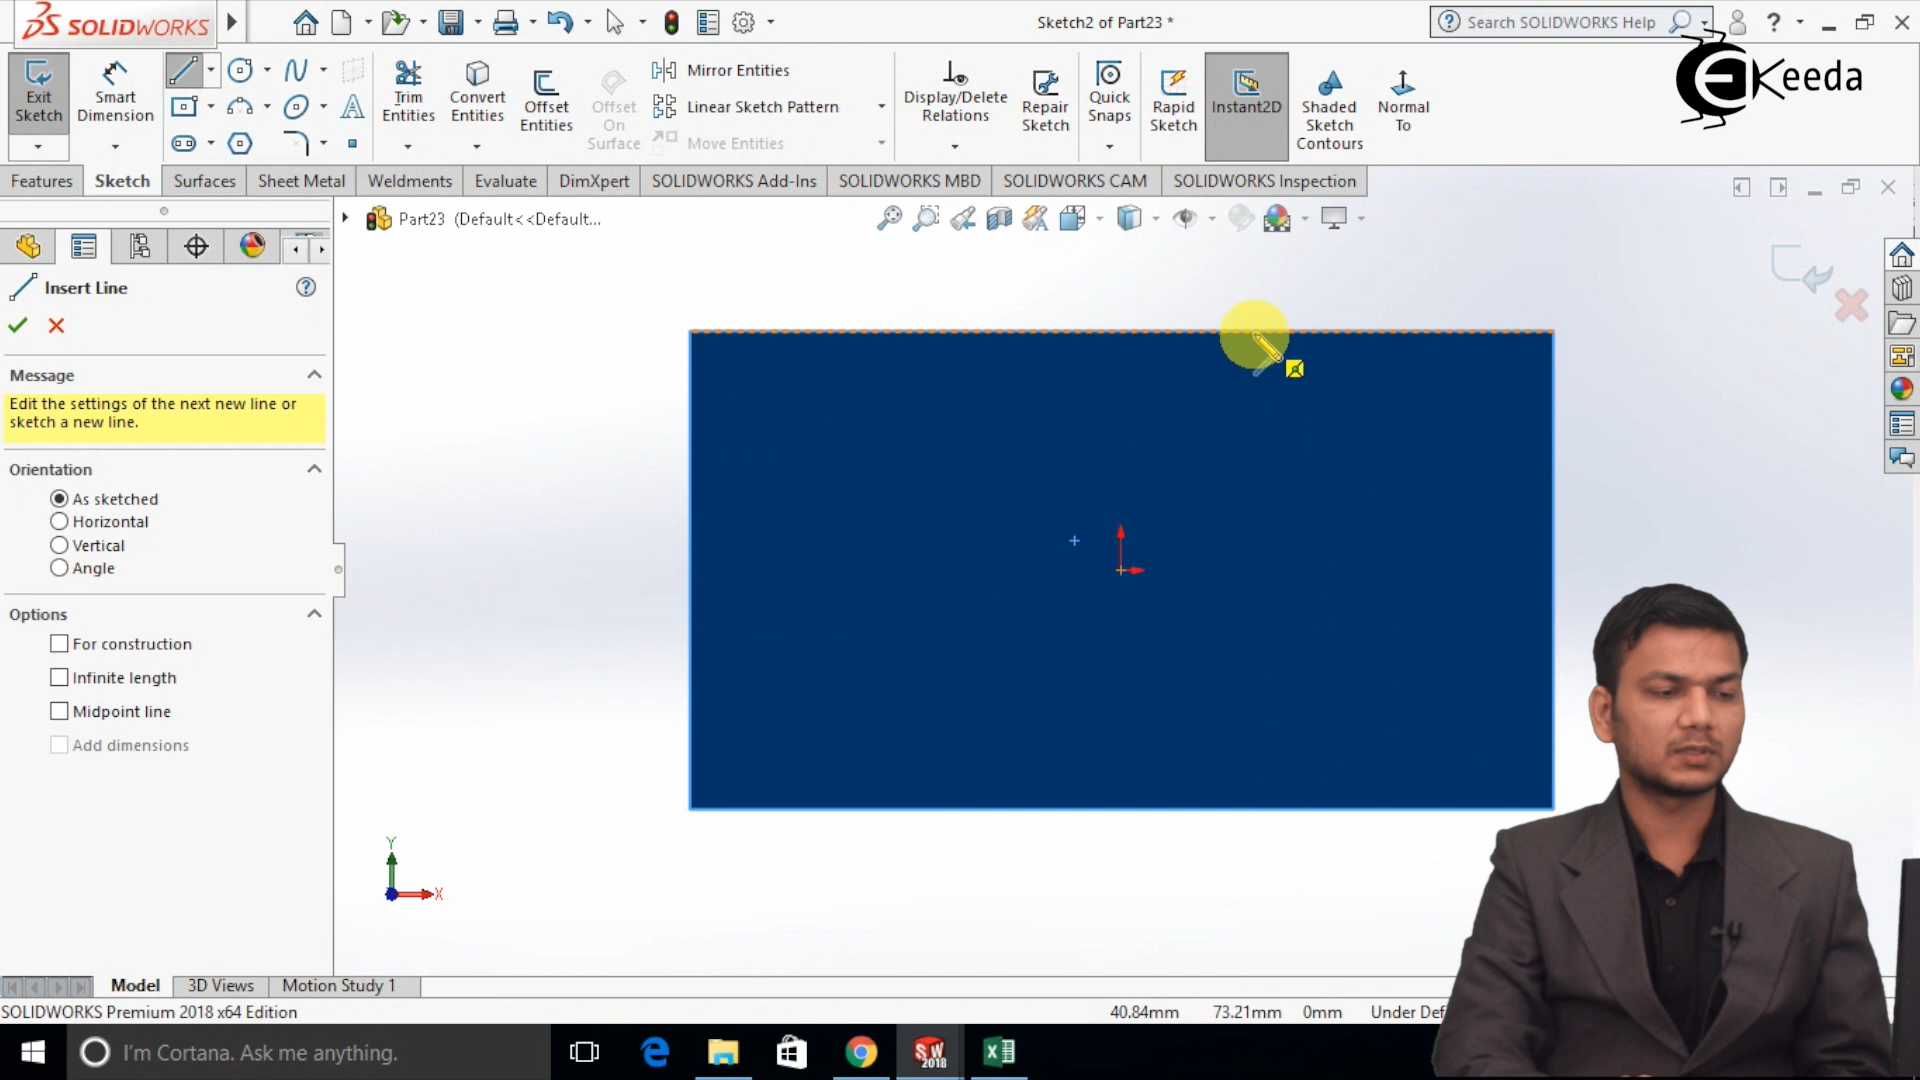 SOLIDWORKS
Sketch2 of Part23 *
Search SOLIDWORKS Help
?
EKeeda
Exit Sketch
Smart Dimension
Trim Entities
Convert Entities
Offset Entities
Offset On Surface
Mirror Entities
Linear Sketch Pattern
Move Entities
Display/Delete Relations
Repair Sketch
Quick Snaps
Rapid Sketch
Instant2D
Shaded Sketch Contours
Normal To
Features
Sketch
Surfaces
Sheet Metal
Weldments
Evaluate
DimXpert
SOLIDWORKS Add-Ins
SOLIDWORKS MBD
SOLIDWORKS CAM
SOLIDWORKS Inspection
Part23 (Default<<Default...
Insert Line
?
Message
Edit the settings of the next new line or
sketch a new line.
Orientation
As sketched
Horizontal
Vertical
Angle
Options
For construction
Infinite length
Midpoint line
Add dimensions
Y
X
Model
3D Views
Motion Study 1
SOLIDWORKS Premium 2018 x64 Edition
40.84mm
73.21mm
0mm
Under Def
I'm Cortana. Ask me anything.
SW
2018